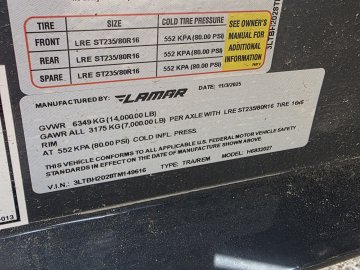 TIRE SIZE COLD TIRE PRESSURE SEE OWNER'S
FRONT LRE ST235/80R16 552 KPA(80.00 PSI) MANUAL FOR
REAR LRE ST235/80R16 552 KPA(80.00 PSI) ADDITIONAL
SPARE LRE ST235/80R16 552 KPA(80.00 PSI) INFORMATION
MANUFACTURED BY: LAMAR DATE: 11/3/2025
GVWR 6349 KG(14,000.00 LB)
GAWR ALL 3175 KG(7,000.00 LB) PER AXLE WITH LRE ST235/80R16 TIRE 16x6
RIM
AT 552 KPA(80.00 PSI) COLD INFL. PRESS
THIS VEHICLE CONFORMS TO ALL APPLICABLE U.S. FEDERAL MOTOR VEHICLE SAFETY
STANDARDS IN EFFECT ON THE DATE OF MANUFACTURE SHOWN ABOVE.
V.I.N.: 3LTBH2028TM149616 TYPE: TRA/REM MODEL: H6832027
3LTBH2028TM
-013